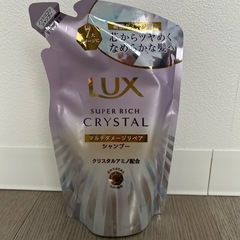 7大
芯からツヤめく
なめらかな髪へ
LUX
SUPER RICH
CRYSTAL
マルチダメージリペア
シャンプー
クリスタルアミノ配合